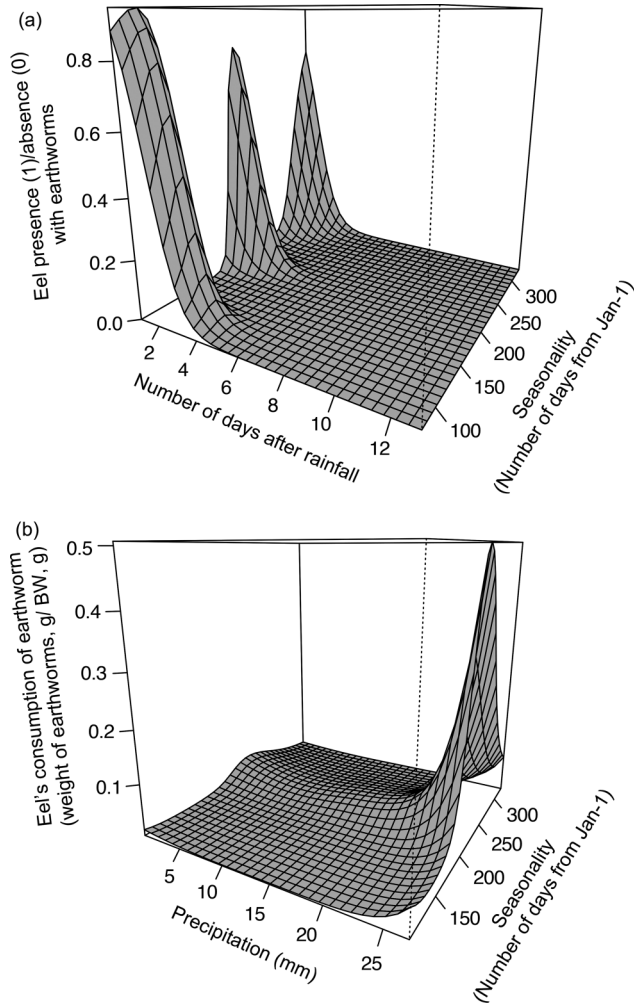 (a)
Eel presence (1)/absence (0)
with earthworms
0.8
0.6
0.4
0.2
0.0
2
4
6
8
10
12
Number of days after rainfall
300
250
200
150
100
Seasonality
(Number of days from Jan-1)
(b)
Eel's consumption of earthworm
(weight of earthworms, g/ BW, g)
0.5
0.4
0.3
0.2
0.1
5
10
15
20
25
Precipitation (mm)
300
250
200
150
Seasonality
(Number of days from Jan-1)